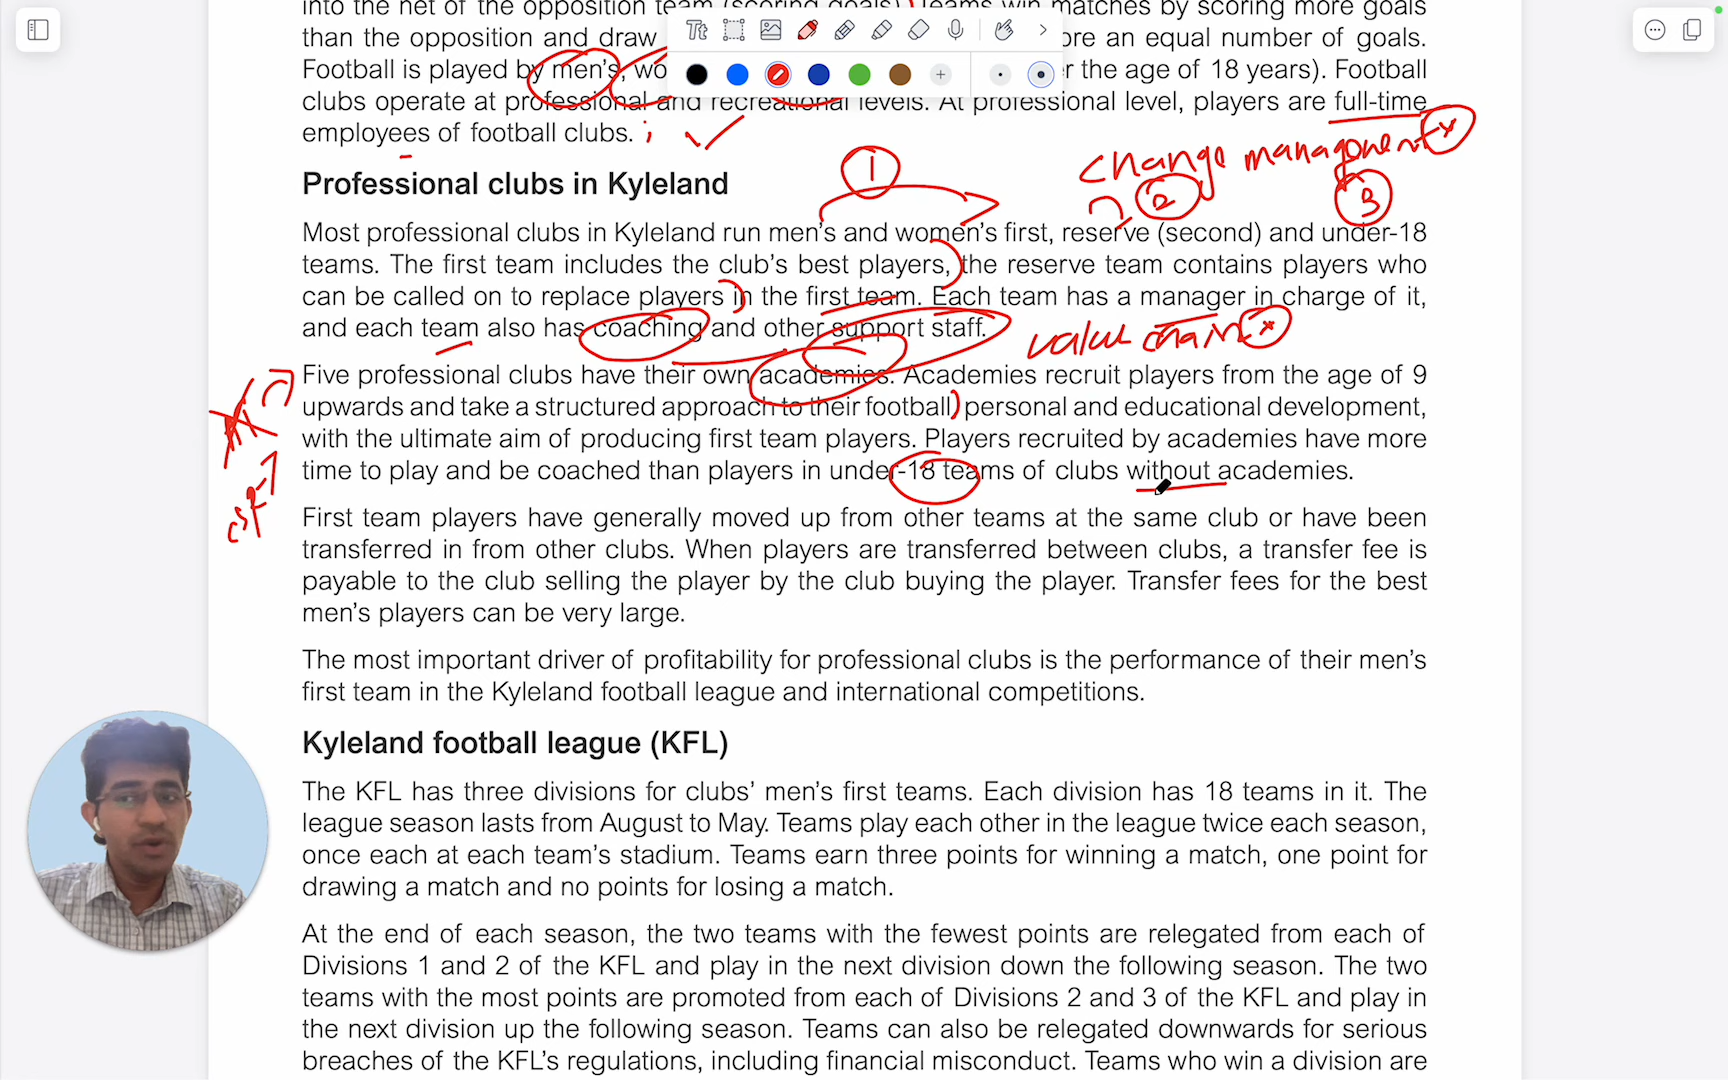 into the net of the opposition team (scoring goals). Teams win matches by scoring more goals
than the opposition and draw ore an equal number of goals.
Football is played by men's, wo r the age of 18 years). Football
clubs operate at professional and recreational levels. At professional level, players are full-time
employees of football clubs.
change management
1
2
3
Professional clubs in Kyleland
Most professional clubs in Kyleland run men's and women's first, reserve (second) and under-18
teams. The first team includes the club's best players, the reserve team contains players who
can be called on to replace players in the first team. Each team has a manager in charge of it,
and each team also has coaching and other support staff.
value chain
Five professional clubs have their own academies. Academies recruit players from the age of 9
upwards and take a structured approach to their football, personal and educational development,
with the ultimate aim of producing first team players. Players recruited by academies have more
time to play and be coached than players in under-18 teams of clubs without academies.
First team players have generally moved up from other teams at the same club or have been
transferred in from other clubs. When players are transferred between clubs, a transfer fee is
payable to the club selling the player by the club buying the player. Transfer fees for the best
men's players can be very large.
The most important driver of profitability for professional clubs is the performance of their men's
first team in the Kyleland football league and international competitions.
Kyleland football league (KFL)
The KFL has three divisions for clubs' men's first teams. Each division has 18 teams in it. The
league season lasts from August to May. Teams play each other in the league twice each season,
once each at each team's stadium. Teams earn three points for winning a match, one point for
drawing a match and no points for losing a match.
At the end of each season, the two teams with the fewest points are relegated from each of
Divisions 1 and 2 of the KFL and play in the next division down the following season. The two
teams with the most points are promoted from each of Divisions 2 and 3 of the KFL and play in
the next division up the following season. Teams can also be relegated downwards for serious
breaches of the KFL's regulations, including financial misconduct. Teams who win a division are